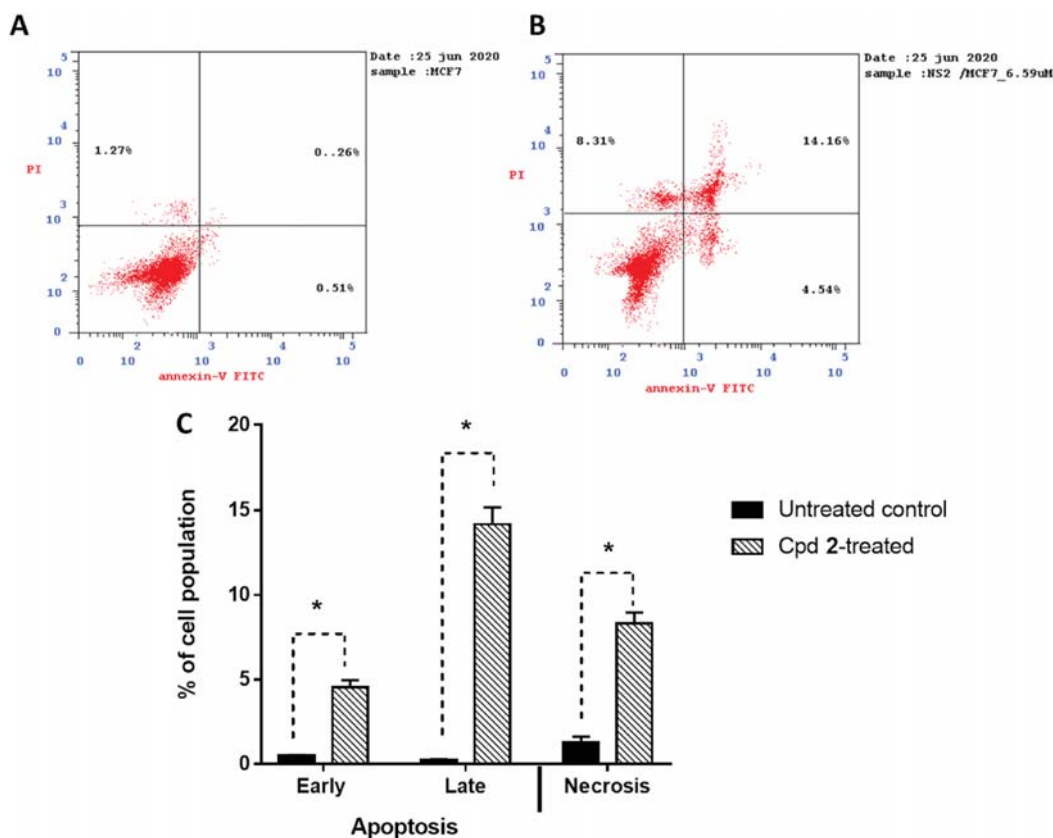 A
Date :25 jun 2020
sample :MCF7
5
10
4
10
1.27%
0..26%
PI
3
10
2
10
0.51%
0
2
3
4
5
0 10 10 10 10
annexin-V FITC
B
Date :25 jun 2020
sample :NS2 /MCF7_6.59uM
5
10
4
10
8.31%
14.16%
PI
3
10
2
10
4.54%
0
2
3
4
5
0 10 10 10 10
annexin-V FITC
C
20
15
10
5
0
% of cell population
*
*
*
Early
Late
Necrosis
Apoptosis
Untreated control
Cpd 2-treated